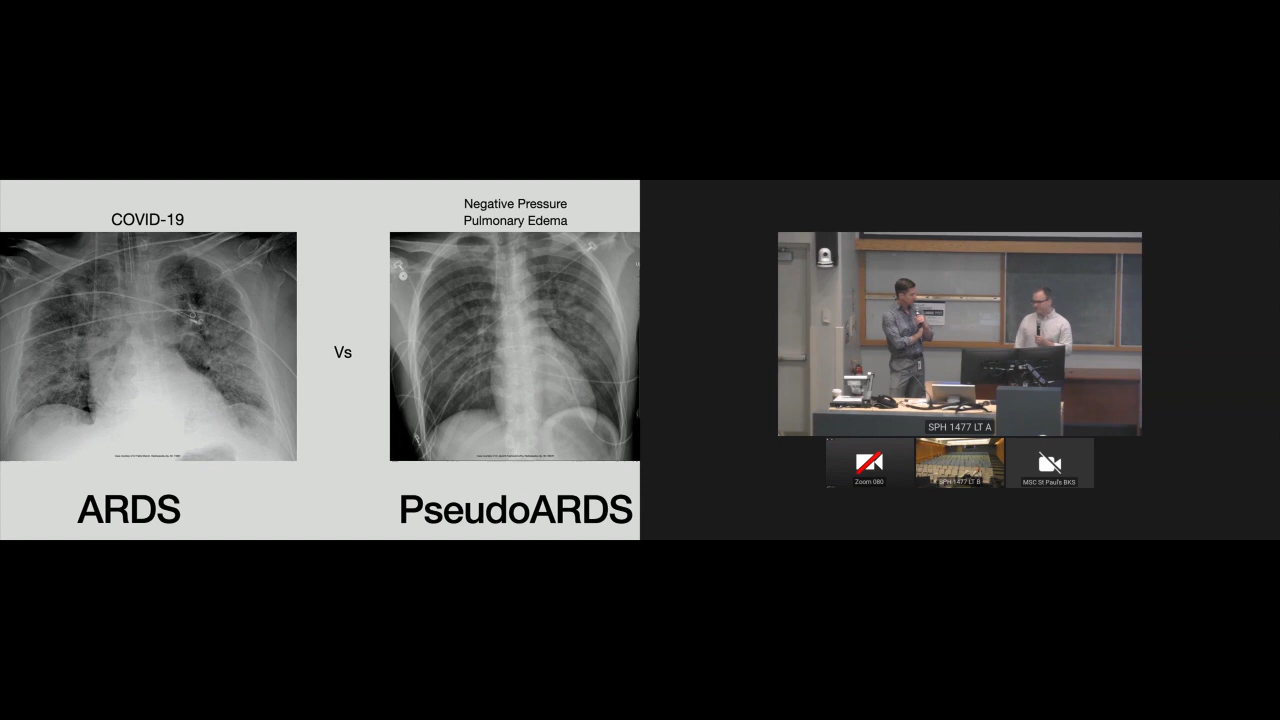 COVID-19
Negative Pressure
Pulmonary Edema
Vs
ARDS
PseudoARDS
SPH 1477 LT A
Zoom 080
SPH 1477 LT B
MSC St Paul's BKS